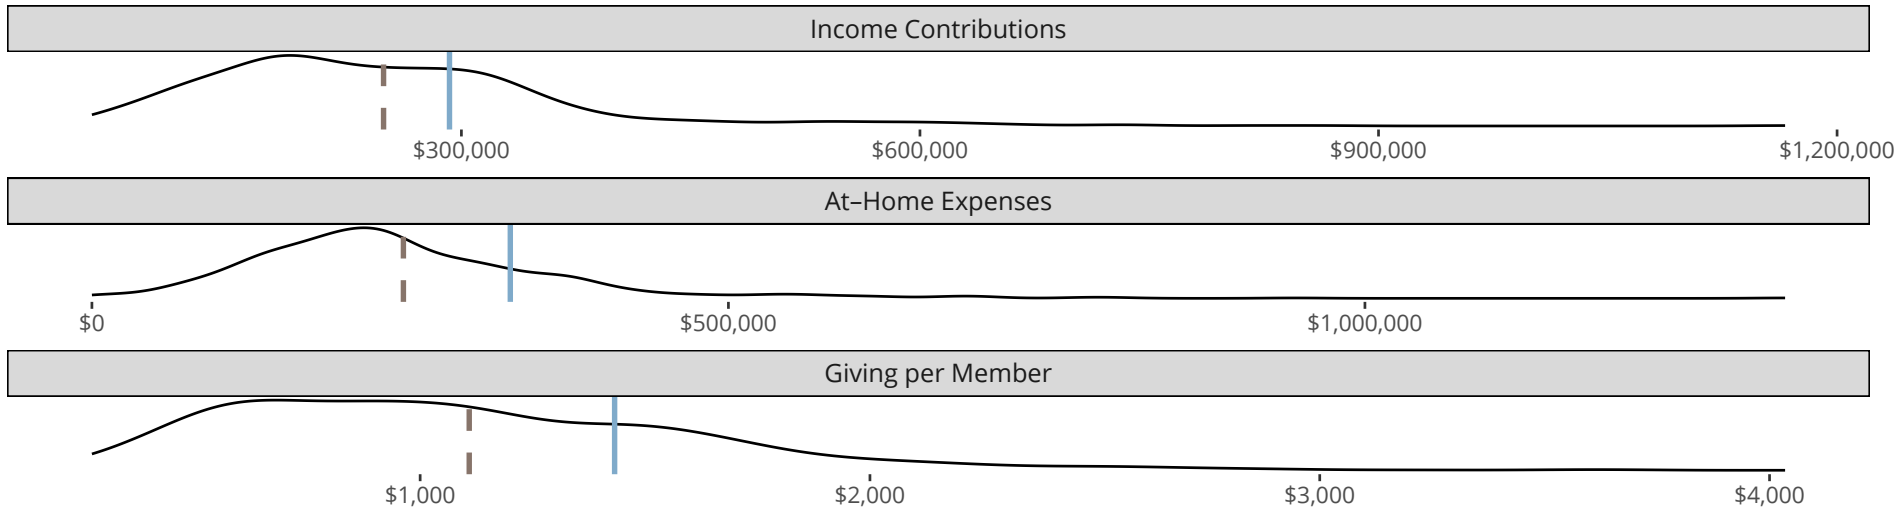 Income Contributions
$300,000 $600,000 $900,000 $1,200,000
At–Home Expenses
$0 $500,000 $1,000,000
Giving per Member
$1,000 $2,000 $3,000 $4,000